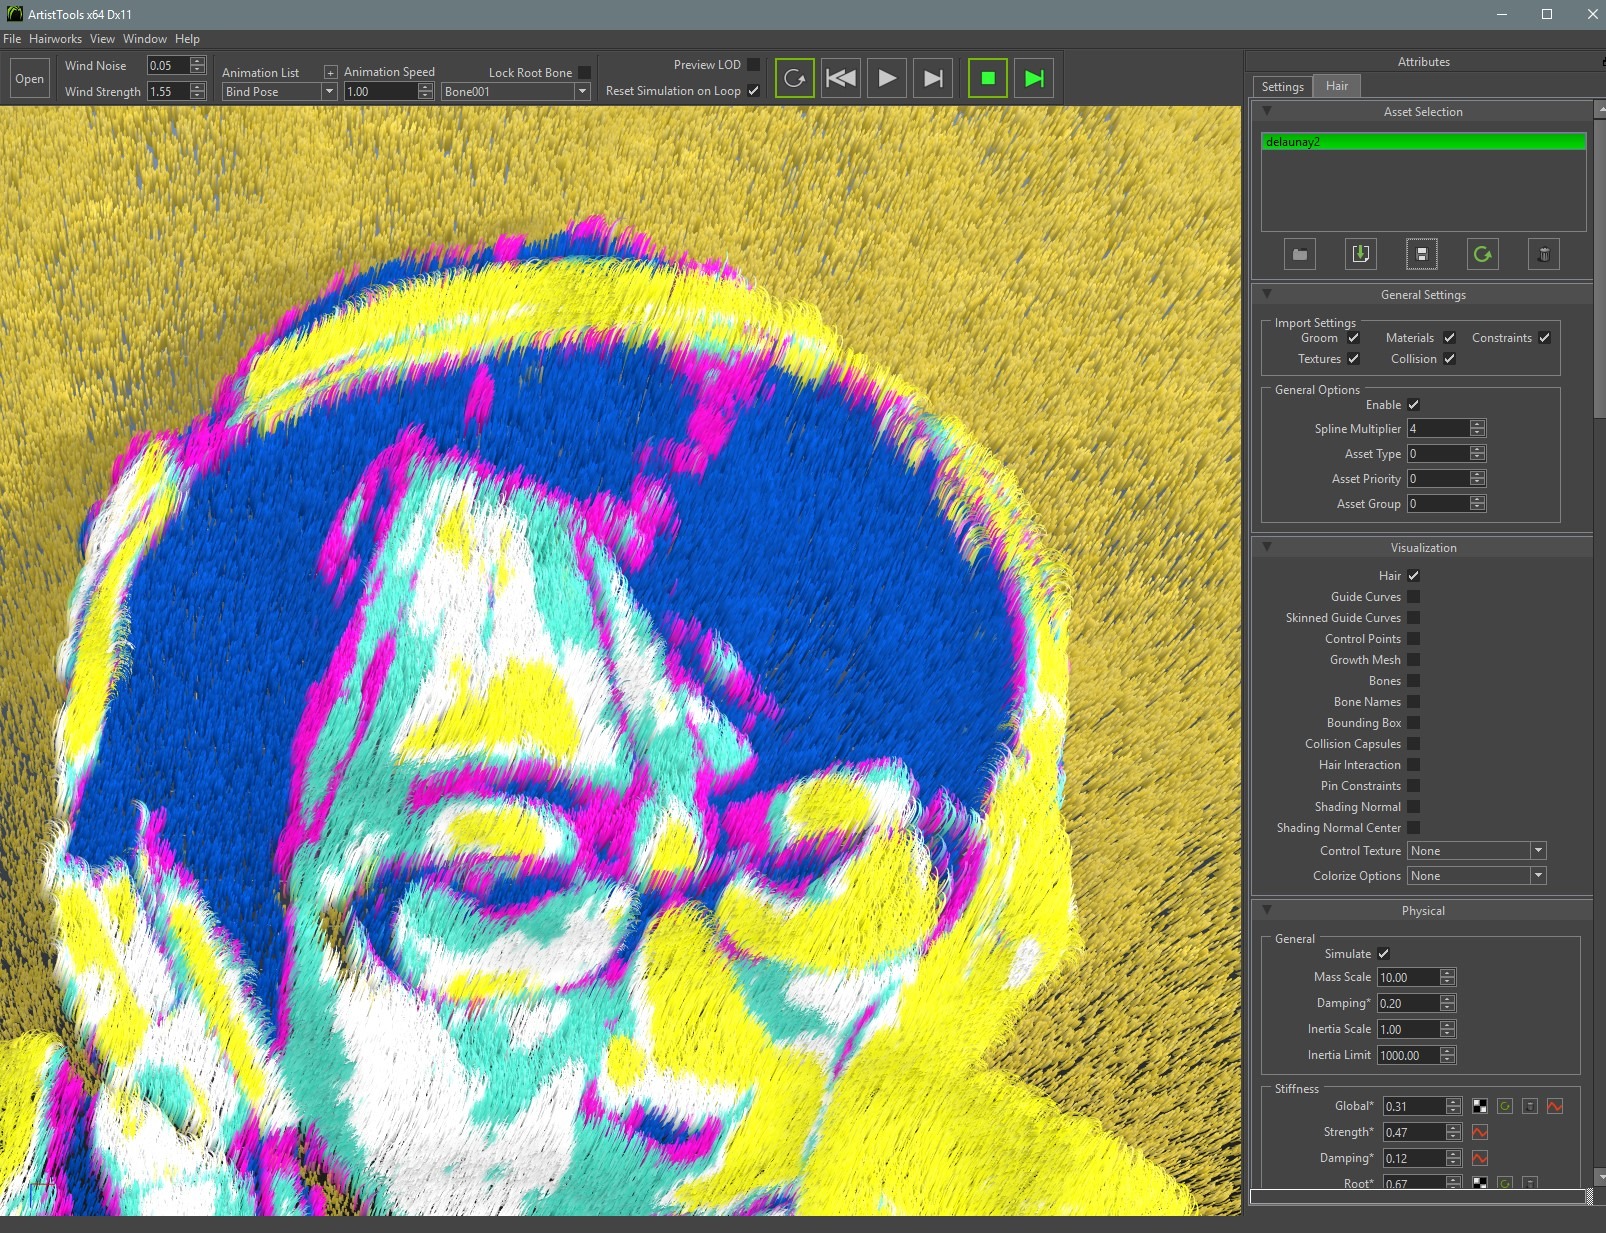 ArtistTools x64 Dx11
File Hairworks View Window Help
Open
Wind Noise 0.05
Wind Strength 1.55
Animation List + Animation Speed
Bind Pose 1.00
Lock Root Bone
Bone001
Preview LOD
Reset Simulation on Loop
Attributes
Settings Hair
Asset Selection
delaunay2
General Settings
Import Settings
Groom Materials Constraints
Textures Collision
General Options
Enable
Spline Multiplier 4
Asset Type 0
Asset Priority 0
Asset Group 0
Visualization
Hair
Guide Curves
Skinned Guide Curves
Control Points
Growth Mesh
Bones
Bone Names
Bounding Box
Collision Capsules
Hair Interaction
Pin Constraints
Shading Normal
Shading Normal Center
Control Texture None
Colorize Options None
Physical
General
Simulate
Mass Scale 10.00
Damping* 0.20
Inertia Scale 1.00
Inertia Limit 1000.00
Stiffness
Global* 0.31
Strength* 0.47
Damping* 0.12
Root* 0.67